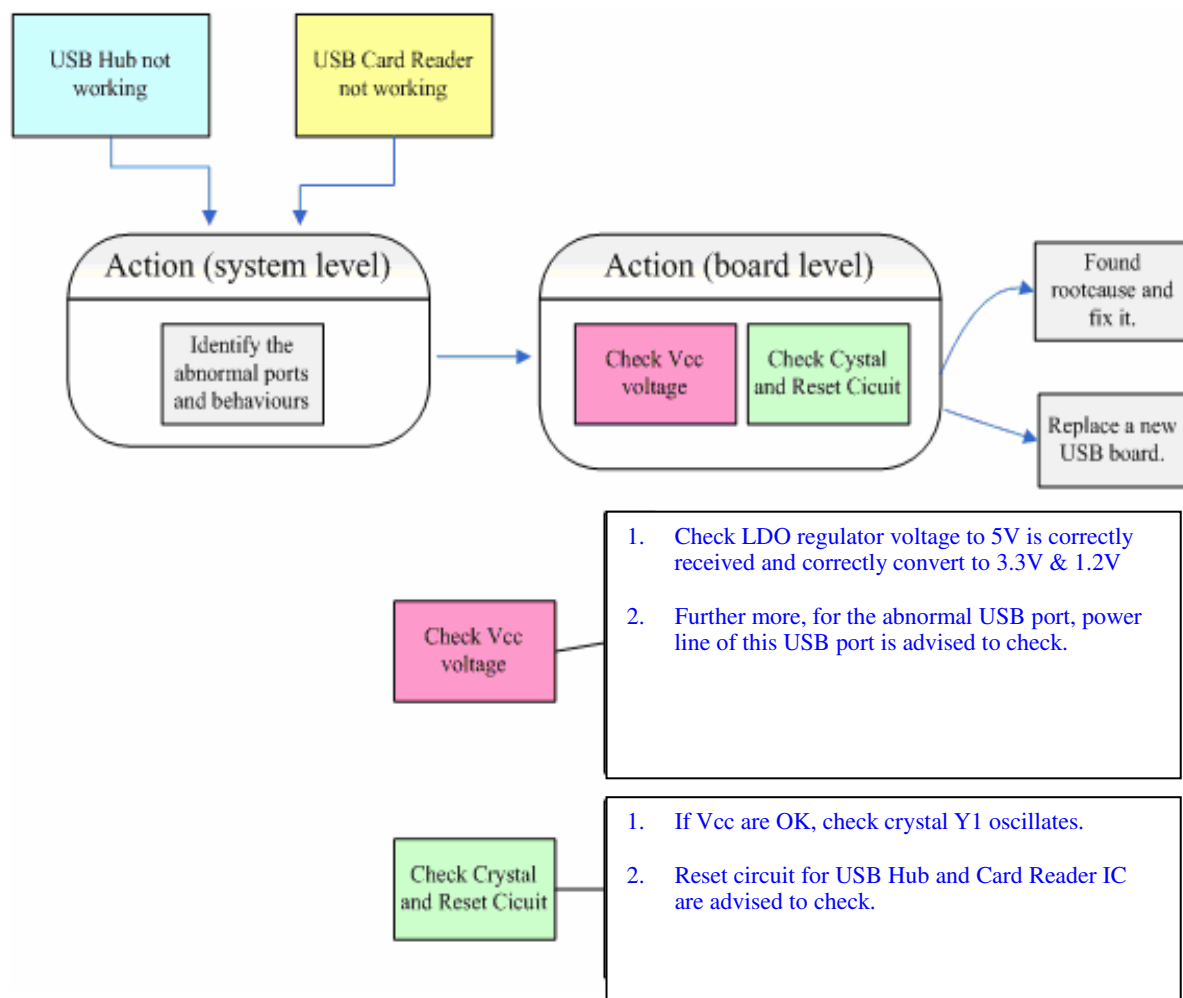 USB Hub not
working
USB Card Reader
not working
Action (system level)
Identify the
abnormal ports
and behaviours
Action (board level)
Check Vcc
voltage
Check Cystal
and Reset Cicuit
Found
rootcause and
fix it.
Replace a new
USB board.
Check Vcc
voltage
1. Check LDO regulator voltage to 5V is correctly
received and correctly convert to 3.3V & 1.2V
2. Further more, for the abnormal USB port, power
line of this USB port is advised to check.
Check Crystal
and Reset Cicuit
1. If Vcc are OK, check crystal Y1 oscillates.
2. Reset circuit for USB Hub and Card Reader IC
are advised to check.